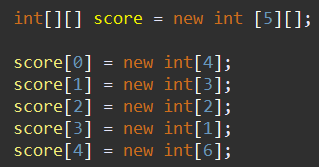 int[][] score = new int [5][];
score[0] = new int[4];
score[1] = new int[3];
score[2] = new int[2];
score[3] = new int[1];
score[4] = new int[6];